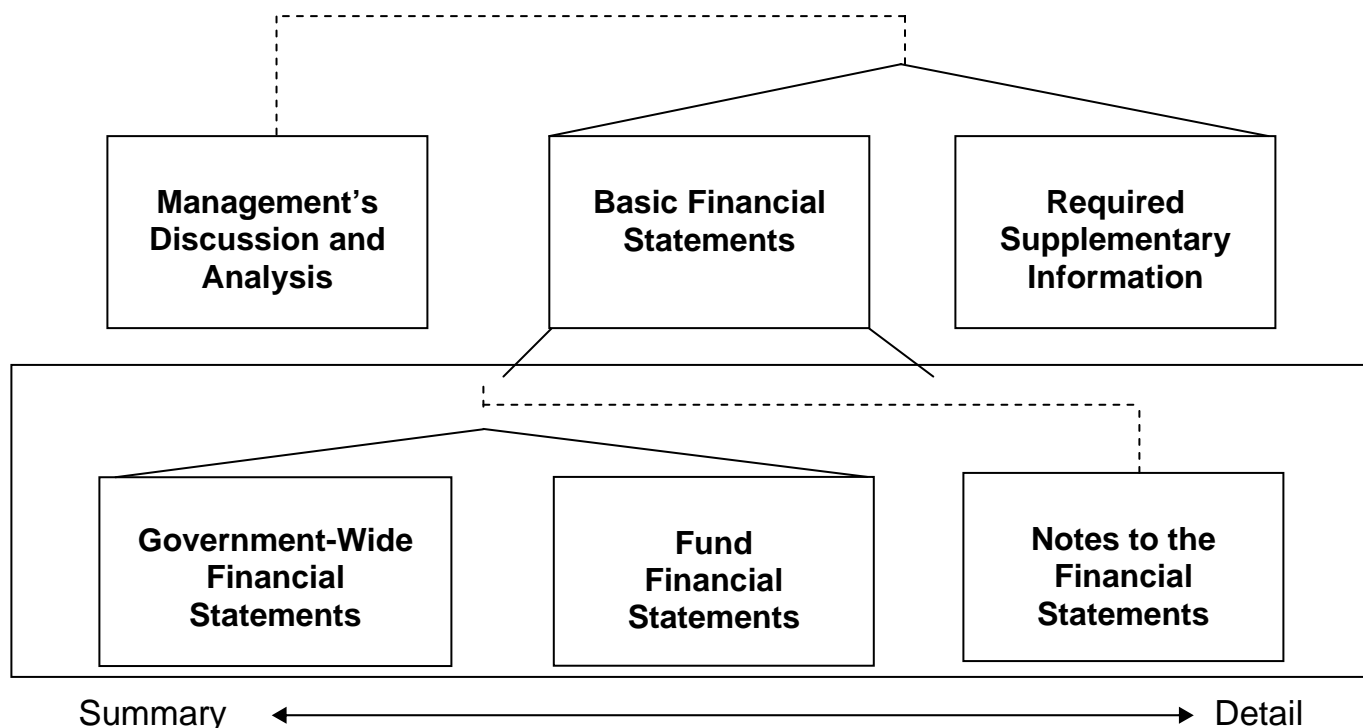 Management’s
Discussion and
Analysis
Basic Financial
Statements
Required
Supplementary
Information
Government-Wide
Financial
Statements
Fund
Financial
Statements
Notes to the
Financial
Statements
Summary
Detail